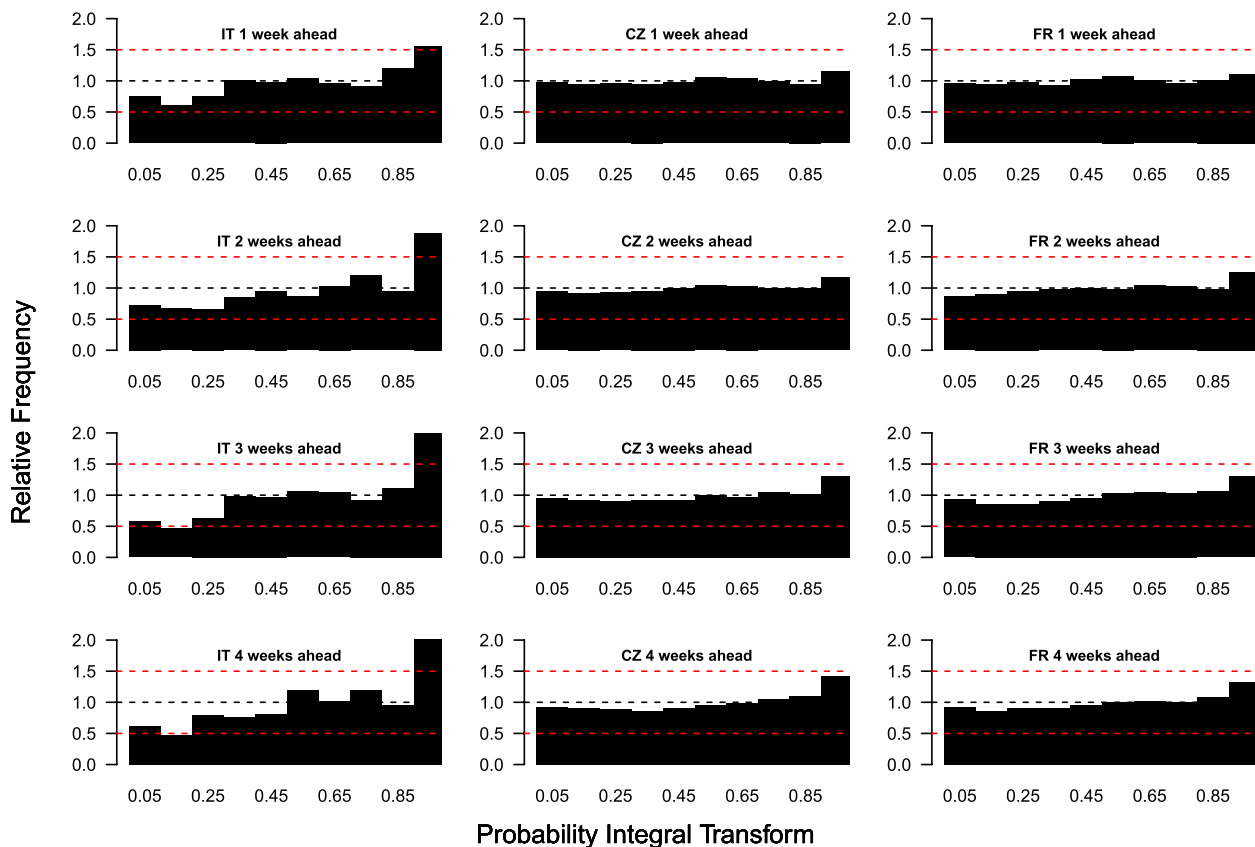 Relative Frequency
IT 1 week ahead
2.0
1.5
1.0
0.5
0.0
0.05 0.25 0.45 0.65 0.85
CZ 1 week ahead
2.0
1.5
1.0
0.5
0.0
0.05 0.25 0.45 0.65 0.85
FR 1 week ahead
2.0
1.5
1.0
0.5
0.0
0.05 0.25 0.45 0.65 0.85
IT 2 weeks ahead
2.0
1.5
1.0
0.5
0.0
0.05 0.25 0.45 0.65 0.85
CZ 2 weeks ahead
2.0
1.5
1.0
0.5
0.0
0.05 0.25 0.45 0.65 0.85
FR 2 weeks ahead
2.0
1.5
1.0
0.5
0.0
0.05 0.25 0.45 0.65 0.85
IT 3 weeks ahead
2.0
1.5
1.0
0.5
0.0
0.05 0.25 0.45 0.65 0.85
CZ 3 weeks ahead
2.0
1.5
1.0
0.5
0.0
0.05 0.25 0.45 0.65 0.85
FR 3 weeks ahead
2.0
1.5
1.0
0.5
0.0
0.05 0.25 0.45 0.65 0.85
IT 4 weeks ahead
2.0
1.5
1.0
0.5
0.0
0.05 0.25 0.45 0.65 0.85
CZ 4 weeks ahead
2.0
1.5
1.0
0.5
0.0
0.05 0.25 0.45 0.65 0.85
FR 4 weeks ahead
2.0
1.5
1.0
0.5
0.0
0.05 0.25 0.45 0.65 0.85
Probability Integral Transform